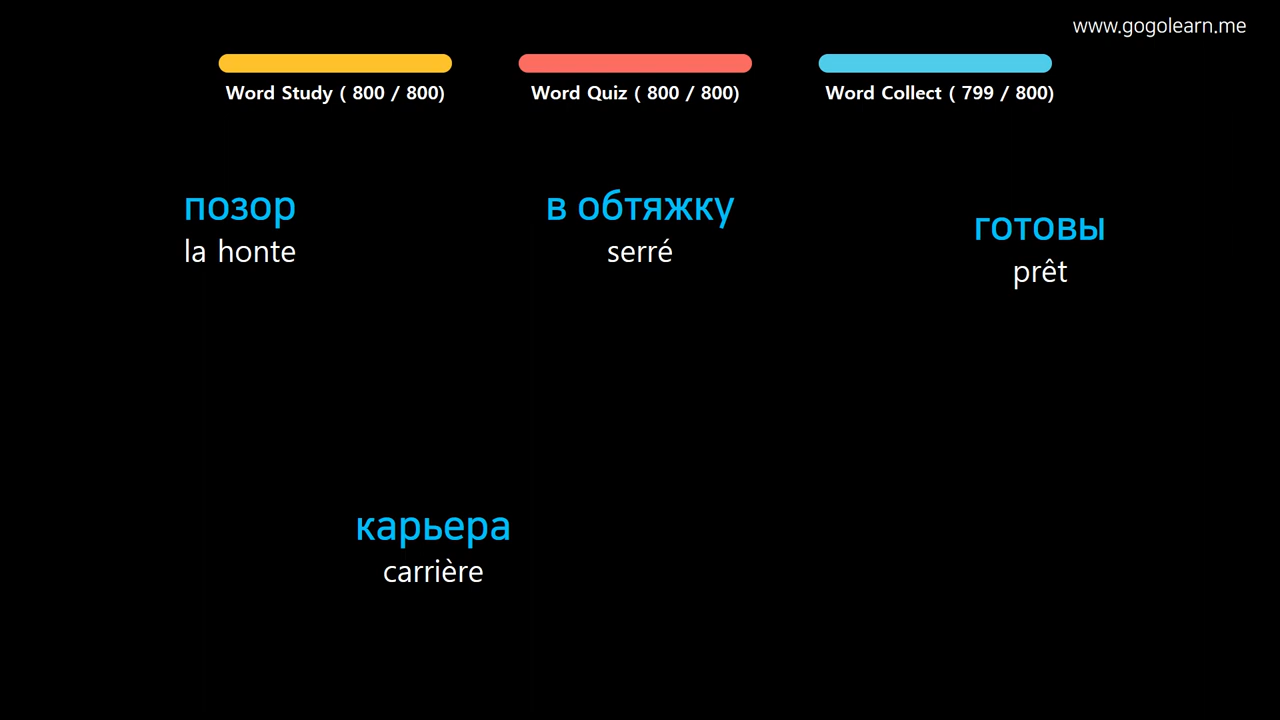 www.gogolearn.me
Word Study ( 800 / 800)
Word Quiz ( 800 / 800)
Word Collect ( 799 / 800)
позор
la honte
в обтяжку
serré
готовы
prêt
карьера
carrière